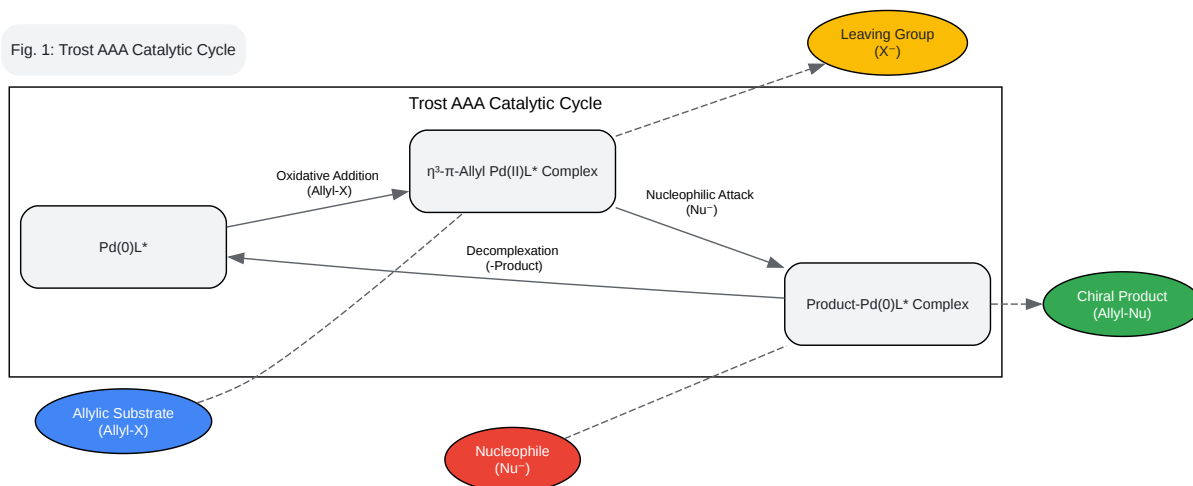 Fig. 1: Trost AAA Catalytic Cycle
Leaving Group
(X⁻)
Trost AAA Catalytic Cycle
η³-π-Allyl Pd(II)L* Complex
Oxidative Addition
(Allyl-X)
Nucleophilic Attack
(Nu⁻)
Pd(0)L*
Decomplexation
(-Product)
Product-Pd(0)L* Complex
Chiral Product
(Allyl-Nu)
Allylic Substrate
(Allyl-X)
Nucleophile
(Nu⁻)